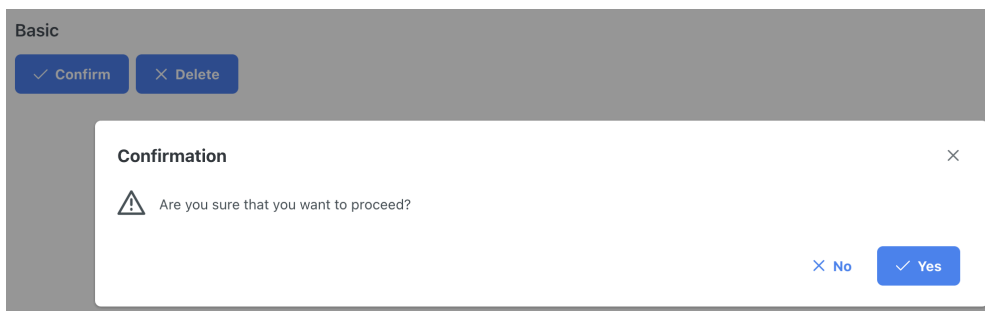 Basic
Confirm Delete
Confirmation
Are you sure that you want to proceed?
No Yes